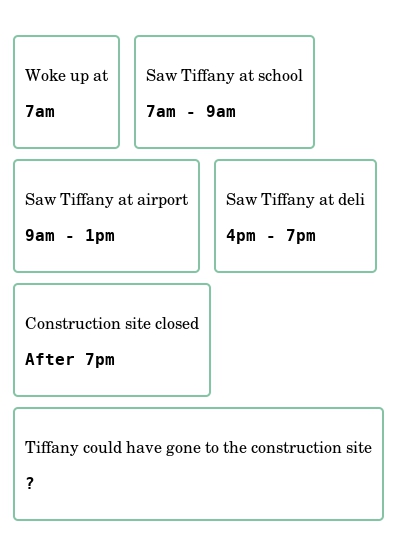 Woke up at
7am
Saw Tiffany at school
7am - 9am
Saw Tiffany at airport
9am - 1pm
Saw Tiffany at deli
4pm - 7pm
Construction site closed
After 7pm
Tiffany could have gone to the construction site
?